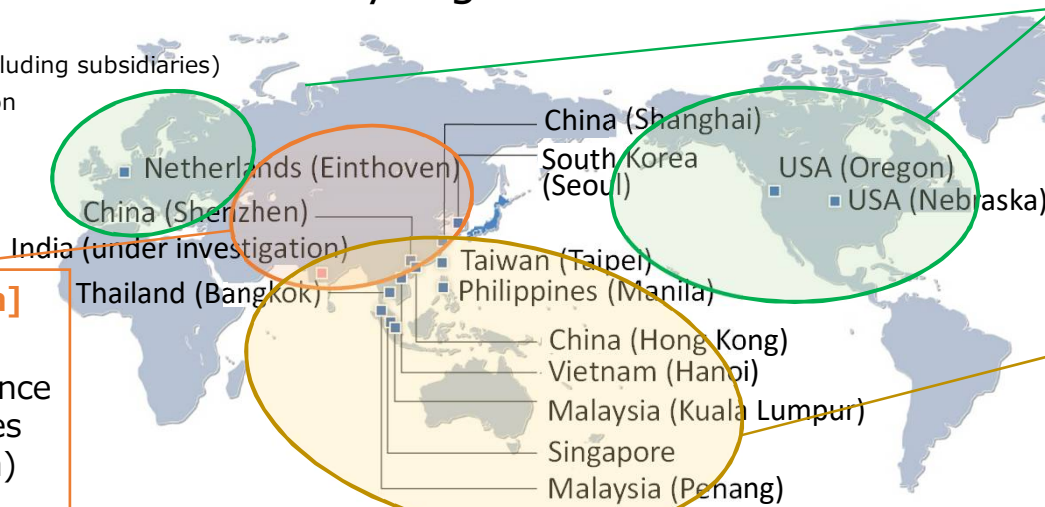 luding subsidiaries)
on
China (Shanghai)
South Korea
(Seoul)
USA (Oregon)
USA (Nebraska)
Netherlands (Einthoven)
China (Shenzhen)
India (under investigation)
Taiwan (Taipei)
Thailand (Bangkok)
Philippines (Manila)
]
China (Hong Kong)
nce
Vietnam (Hanoi)
es
Malaysia (Kuala Lumpur)
)
Singapore
Malaysia (Penang)